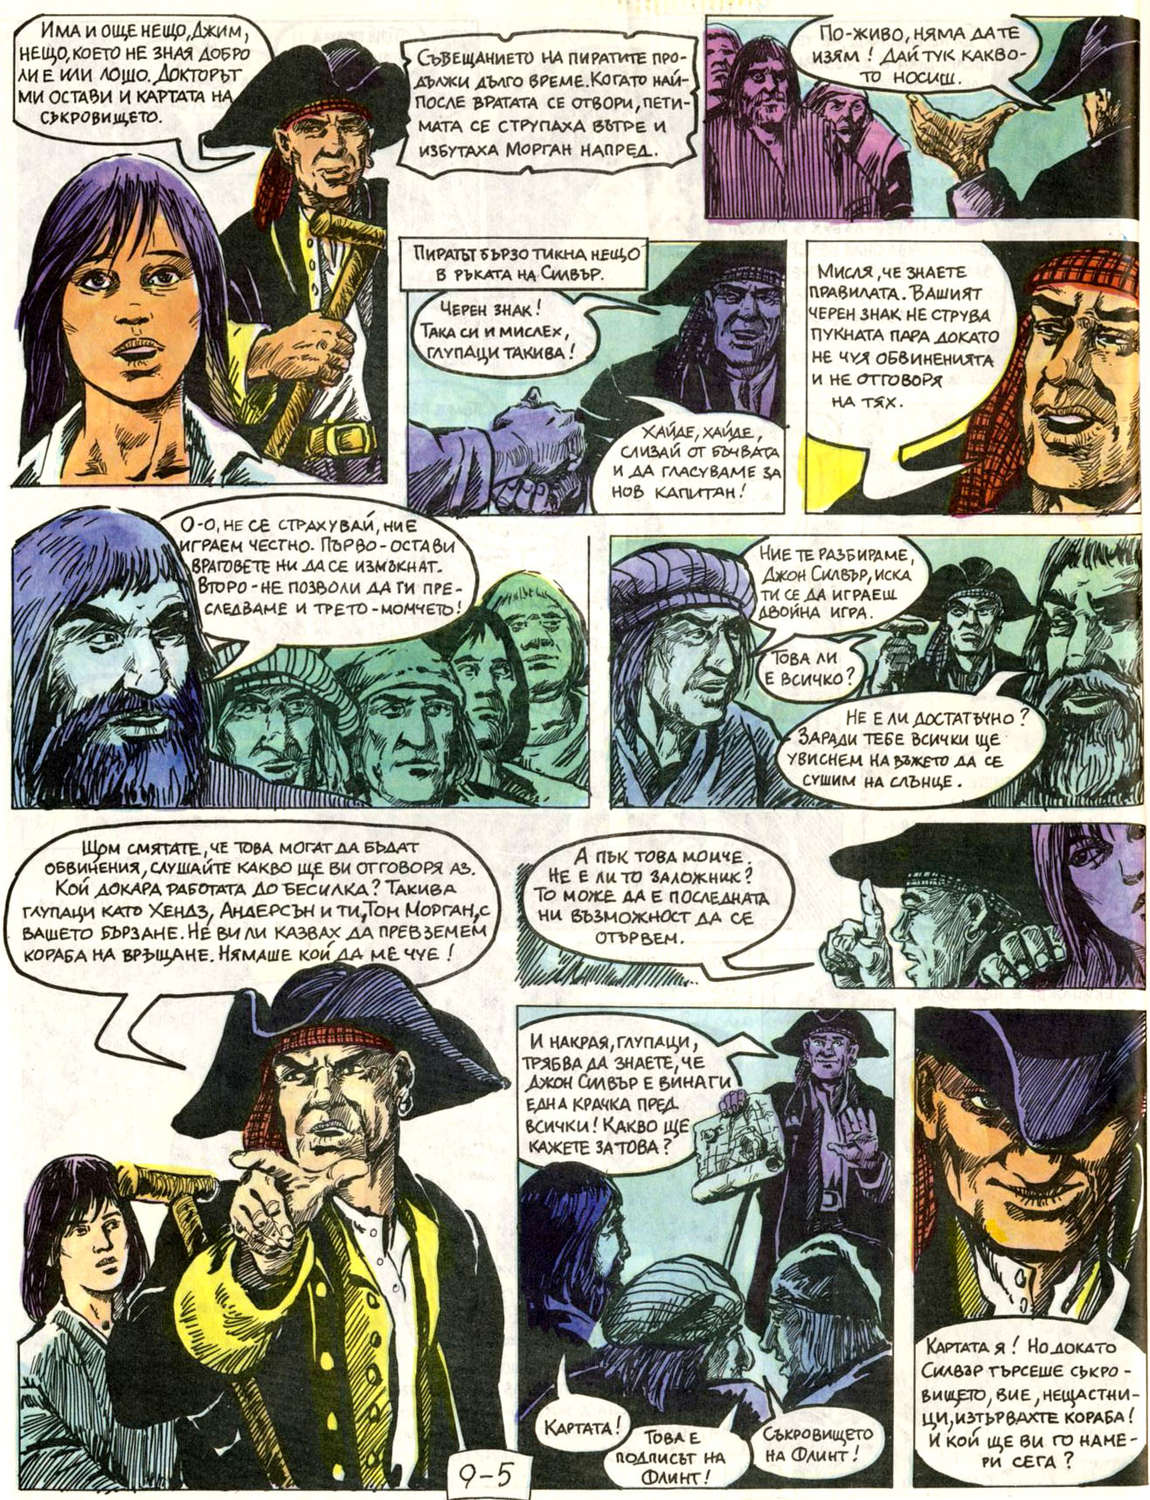 Има и още нещо, Джим,
нещо, което не зная добро
ли е или лошо. Докторът
ми остави и картата на
съкровището.
Съвещанието на пиратите про-
дължи дълго време. Когато най-
после вратата се отвори, пети-
мата се струпаха вътре и
избутаха Морган напред.
По-живо, няма да те
изям! Дай тук какво-
то носиш.
Пиратът бързо тикна нещо
в ръката на Силвър.
Черен знак!
Така си и мислех,
глупаци такива!
Хайде, хайде,
слизай от бъчвата
и да гласуваме за
нов капитан!
Мисля, че знаете
правилата. Вашият
черен знак не струва
пукната пара докато
не чуя обвиненията
и не отговоря
на тях.
О-о, не се страхувай, ние
играем честно. Първо-остави
враговете ни да се измъкнат.
Второ-не позволи да ги пре-
следваме и трето-момчето!
Ние те разбираме,
Джон Силвър, иска
ти се да играеш
двойна игра.
Това ли
е всичко?
Не е ли достатъчно?
Заради тебе всички ще
увиснем на въжето да се
сушим на слънце.
Щом смятате, че това могат да бъдат
обвинения, слушайте какво ще ви отговоря аз.
Кой докара работата до бесилка? Такива
глупаци като Хендз, Андерсън и ти, Том Морган, с
вашето бързане. Не ви ли казвах да превземем
кораба на връщане. Нямаше кой да ме чуе!
А пък това момче.
Не е ли то заложник?
То може да е последната
ни възможност да се
отървем.
И накрая, глупаци,
трябва да знаете, че
Джон Силвър е винаги
една крачка пред
всички! Какво ще
кажете за това?
Картата!
Това е
подписът на
Флинт!
Съкровището
на Флинт!
Картата я! Но докато
Силвър търсеше съкро-
вището, вие, нещастни-
ци, изтървахте кораба!
И кой ще ви го наме-
ри сега?
9-5